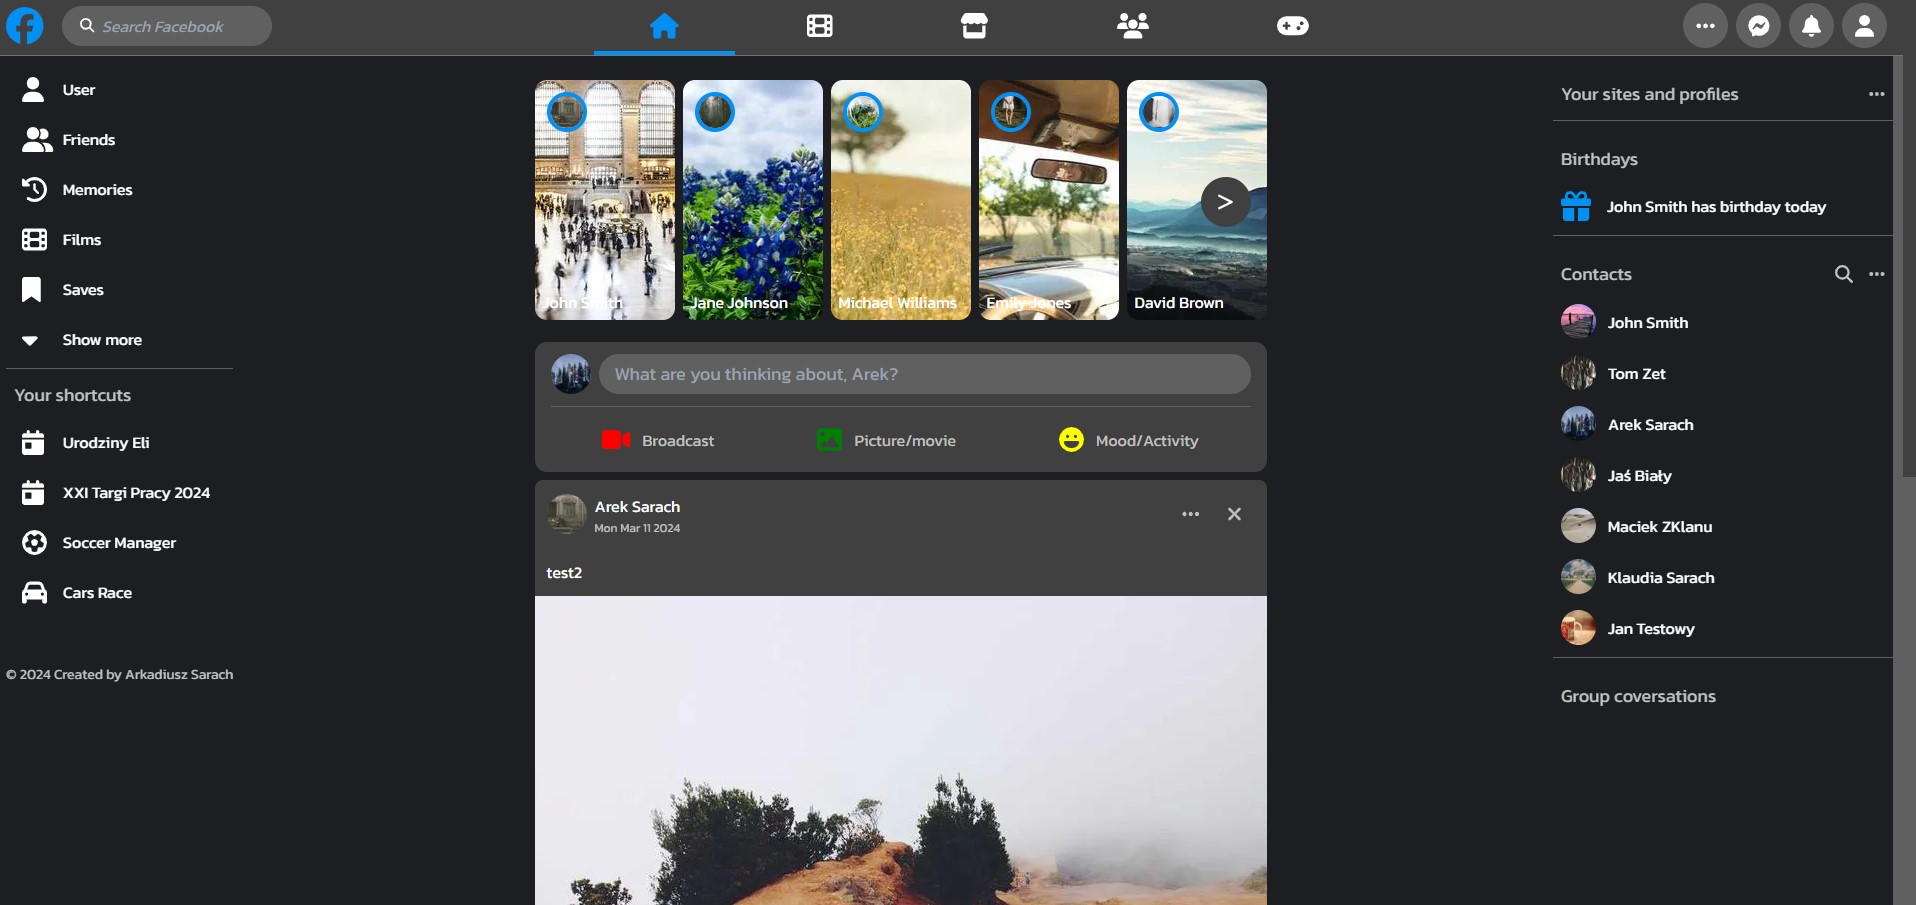 Search Facebook
User
Friends
Memories
Films
Saves
Show more
Your shortcuts
Urodziny Eli
XXI Targi Pracy 2024
Soccer Manager
Cars Race
© 2024 Created by Arkadiusz Sarach
John Smith
Jane Johnson
Michael Williams
Emily Jones
David Brown
>
What are you thinking about, Arek?
Broadcast
Picture/movie
Mood/Activity
Arek Sarach
Mon Mar 11 2024
test2
Your sites and profiles
Birthdays
John Smith has birthday today
Contacts
John Smith
Tom Zet
Arek Sarach
Jaś Biały
Maciek ZKlanu
Klaudia Sarach
Jan Testowy
Group coversations